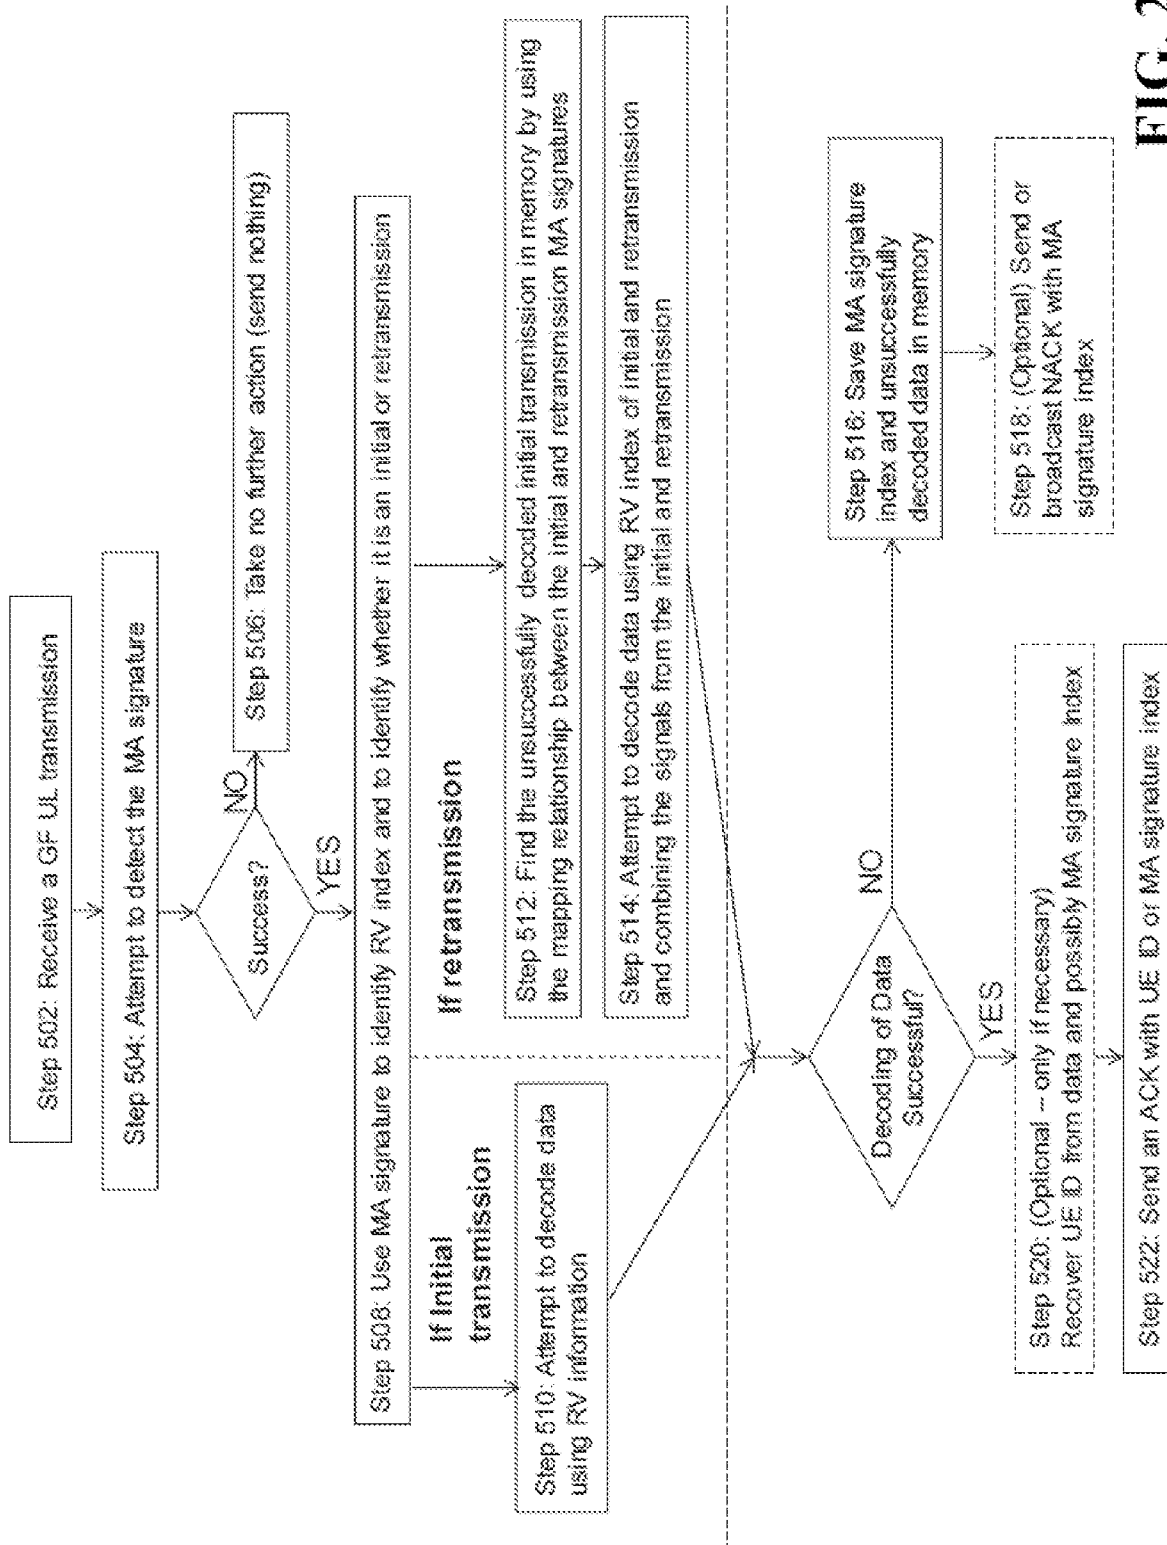 Step 502: Receive a GF UL transmission
Step 504: Attempt to detect the MA signature
Success?
NO
Step 506: Take no further action (send nothing)
YES
Step 508: Use MA signature to identify RV index and to identify whether it is an initial or retransmission
If Initial
transmission
If retransmission
Step 510: Attempt to decode data
using RV information
Step 512: Find the unsuccessfully decoded initial transmission in memory by using
the mapping relationship between the initial and retransmission MA signatures
Step 514: Attempt to decode data using RV index of initial and retransmission
and combining the signals from the initial and retransmission
Decoding of Data
Successful?
NO
Step 516: Save MA signature
index and unsuccessfully
decoded data in memory
Step 518: (Optional) Send or
broadcast NACK with MA
signature index
YES
Step 520: (Optional -- only if necessary)
Recover UE ID from data and possibly MA signature index
Step 522: Send an ACK with UE ID or MA signature index
FIG. 2